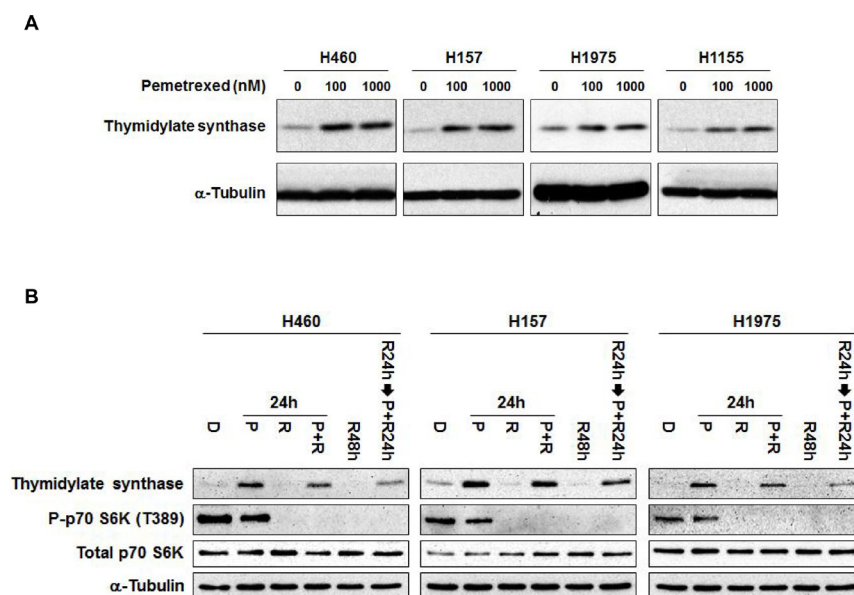 A
H460 H157 H1975 H1155
Pemetrexed (nM) 0 100 1000 0 100 1000 0 100 1000 0 100 1000
Thymidylate synthase
α-Tubulin
B
H460 H157 H1975
24h 24h 24h
D P R P+R R48h R24h➡P+R24h D P R P+R R48h R24h➡P+R24h D P R P+R R48h R24h➡P+R24h
Thymidylate synthase
P-p70 S6K (T389)
Total p70 S6K
α-Tubulin